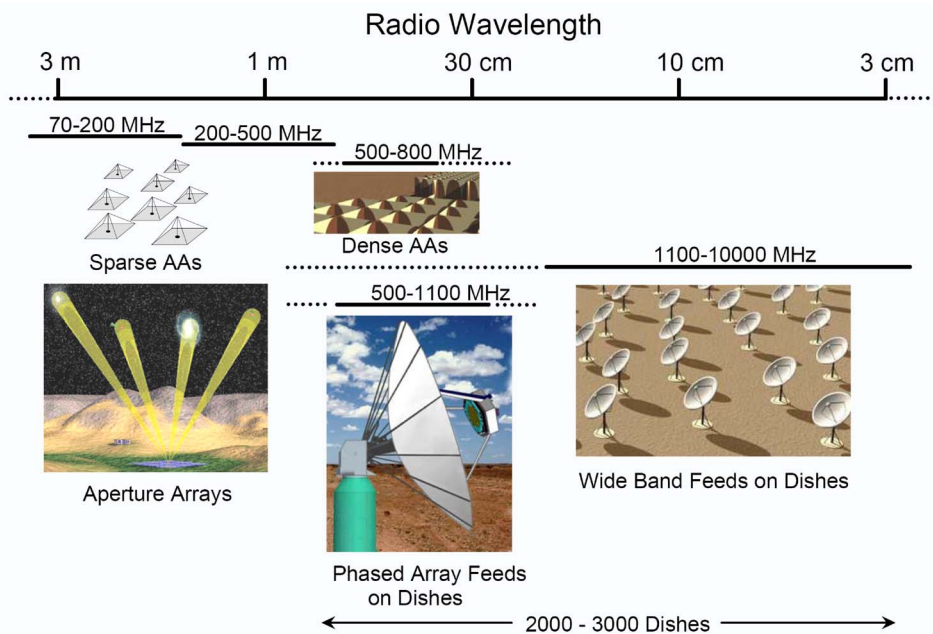 Radio Wavelength
3 m
1 m
30 cm
10 cm
3 cm
70-200 MHz
200-500 MHz
500-800 MHz
Sparse AAs
Dense AAs
1100-10000 MHz
500-1100 MHz
Aperture Arrays
Wide Band Feeds on Dishes
Phased Array Feeds
on Dishes
2000 - 3000 Dishes